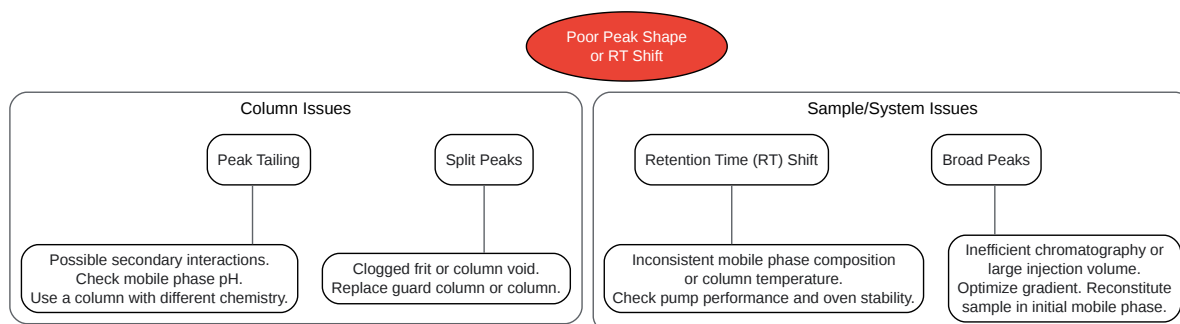 Poor Peak Shape
or RT Shift
Column Issues
Peak Tailing
Split Peaks
Possible secondary interactions.
Check mobile phase pH.
Use a column with different chemistry.
Clogged frit or column void.
Replace guard column or column.
Sample/System Issues
Retention Time (RT) Shift
Broad Peaks
Inconsistent mobile phase composition
or column temperature.
Check pump performance and oven stability.
Inefficient chromatography or
large injection volume.
Optimize gradient. Reconstitute
sample in initial mobile phase.